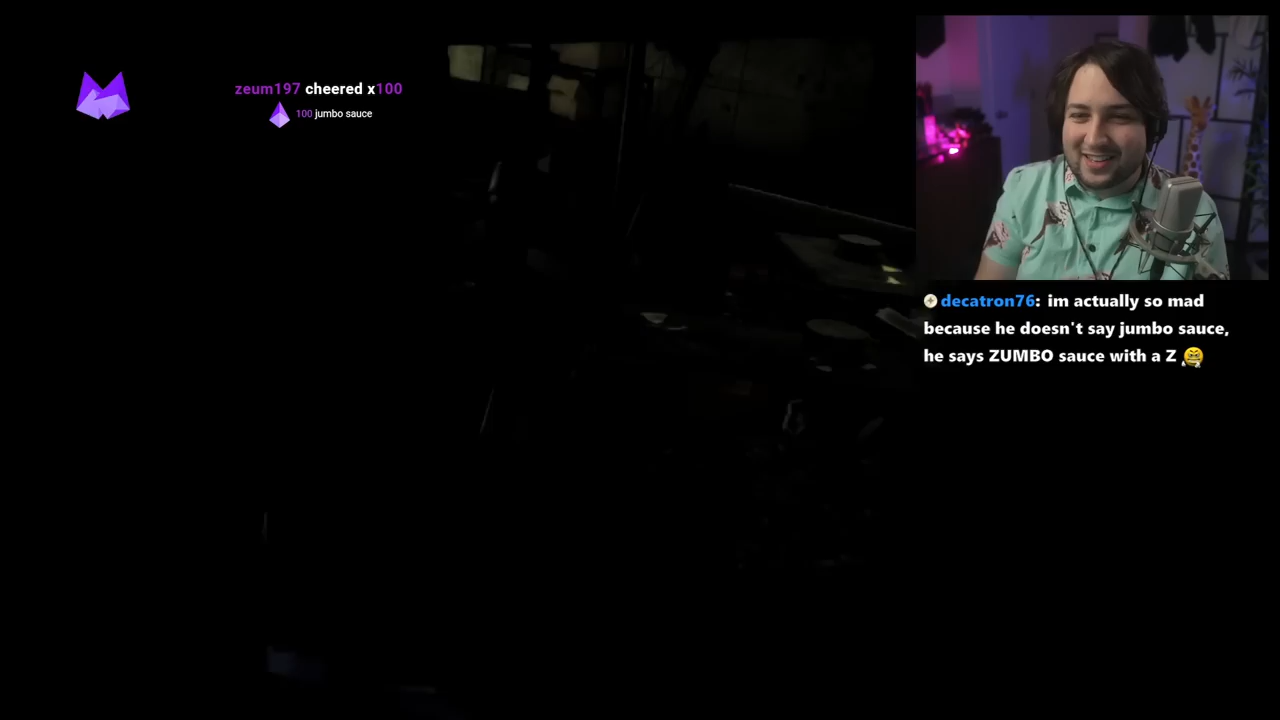 zeum197 cheered x100
100 jumbo sauce
decatron76: im actually so mad
because he doesn't say jumbo sauce,
he says ZUMBO sauce with a Z